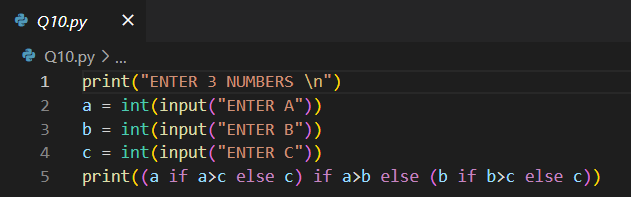 Q10.py ×
Q10.py > ...
1 print("ENTER 3 NUMBERS \n")
2 a = int(input("ENTER A"))
3 b = int(input("ENTER B"))
4 c = int(input("ENTER C"))
5 print((a if a>c else c) if a>b else (b if b>c else c))